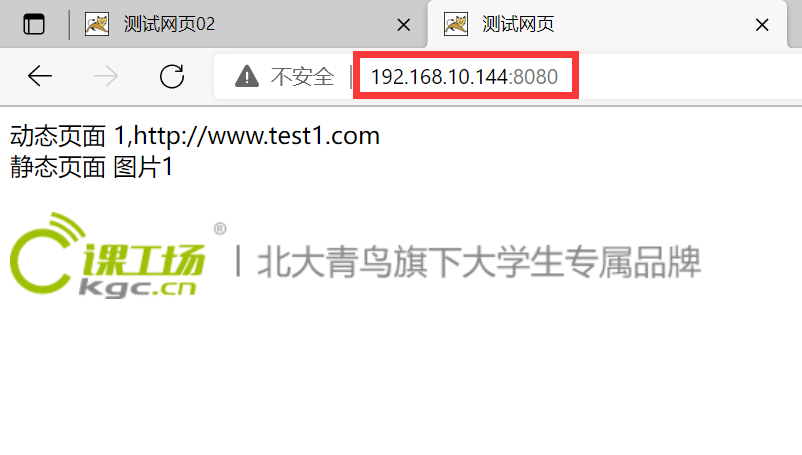 测试网页02
测试网页
不安全 192.168.10.144:8080
动态页面 1,http://www.test1.com
静态页面 图片1
课工场® | 北大青鸟旗下大学生专属品牌
kgc.cn